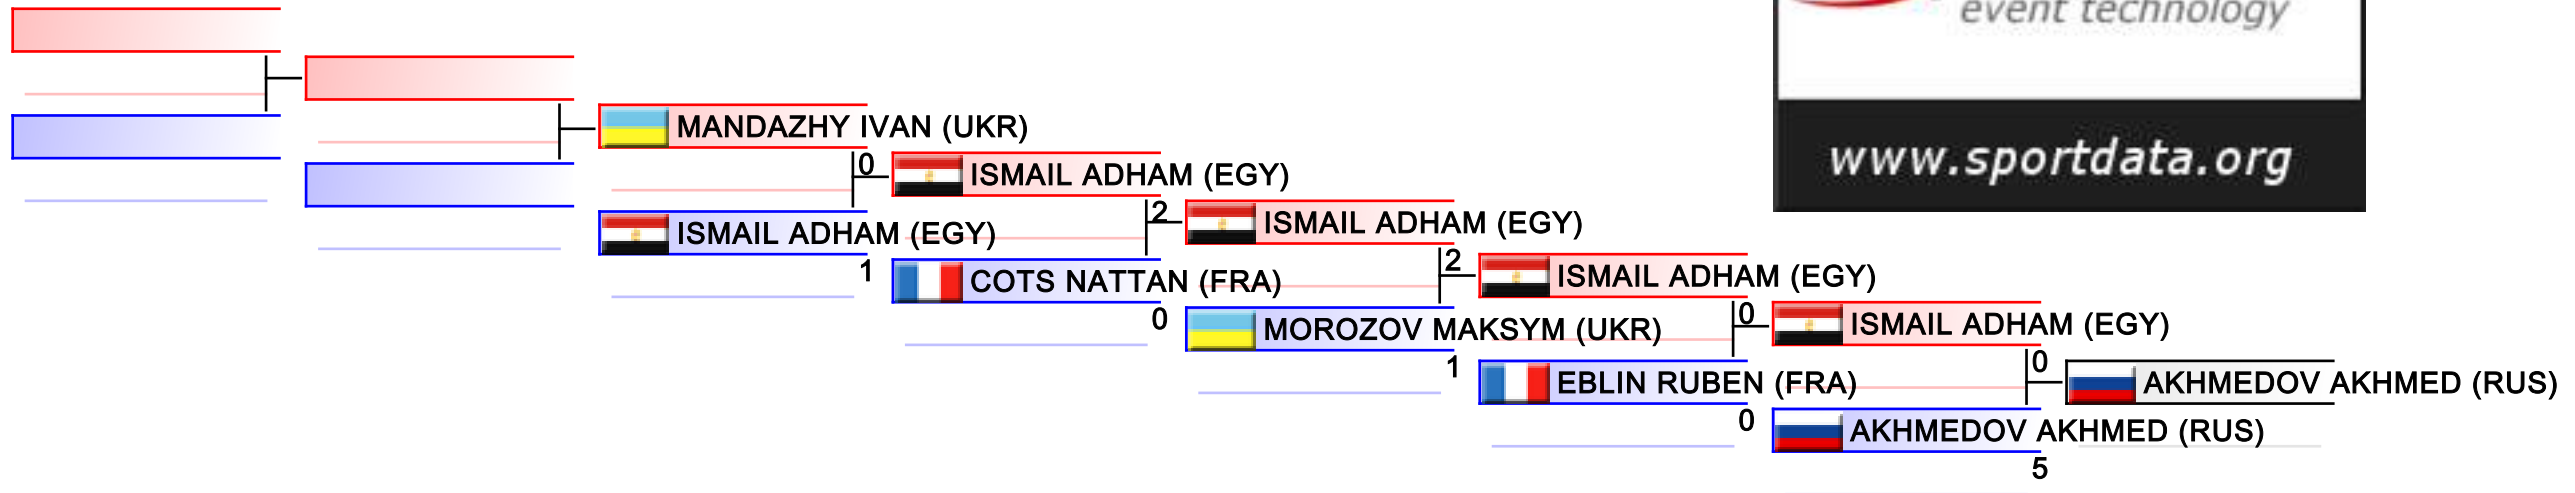 event technology
www.sportdata.org
MANDAZHY IVAN (UKR)
0
ISMAIL ADHAM (EGY)
1
ISMAIL ADHAM (EGY)
2
COTS NATTAN (FRA)
0
ISMAIL ADHAM (EGY)
2
MOROZOV MAKSYM (UKR)
1
ISMAIL ADHAM (EGY)
0
EBLIN RUBEN (FRA)
0
ISMAIL ADHAM (EGY)
0
AKHMEDOV AKHMED (RUS)
5
AKHMEDOV AKHMED (RUS)